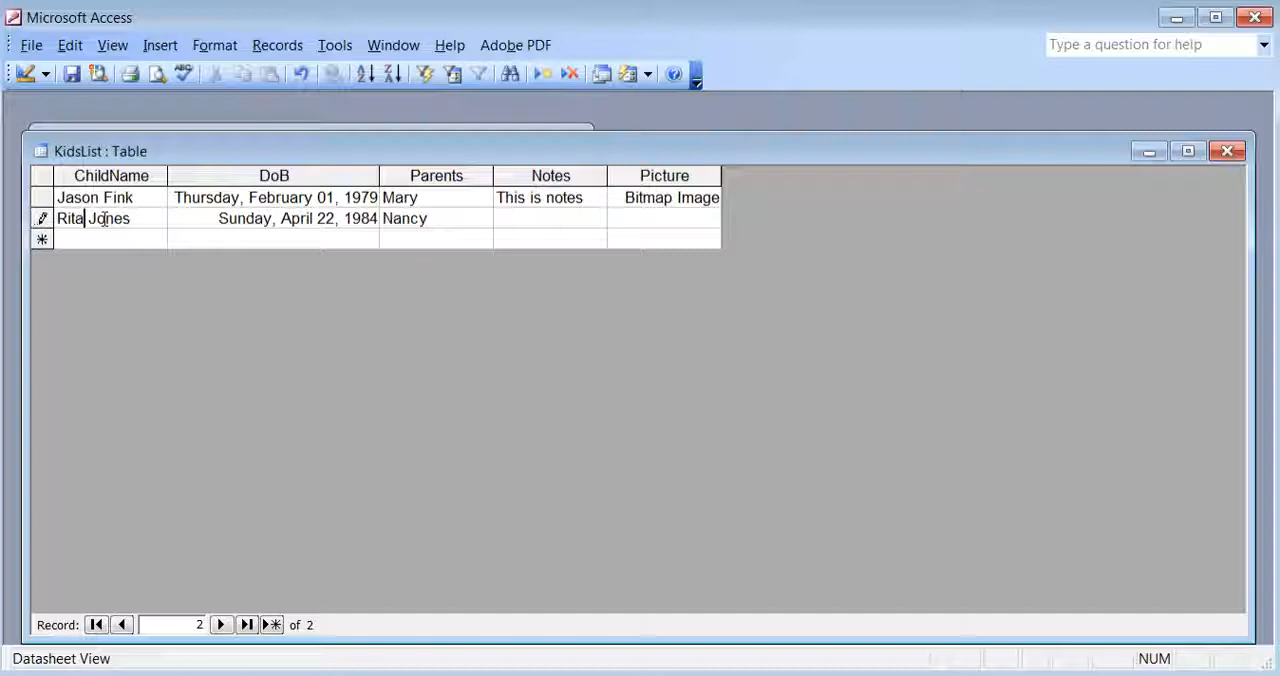 Microsoft Access
File Edit View Insert Format Records Tools Window Help Adobe PDF Type a question for help
KidsList : Table
ChildName DoB Parents Notes Picture
Jason Fink Thursday, February 01, 1979 Mary This is notes Bitmap Image
Rita Jones Sunday, April 22, 1984 Nancy
Record: 2 of 2
Datasheet View NUM